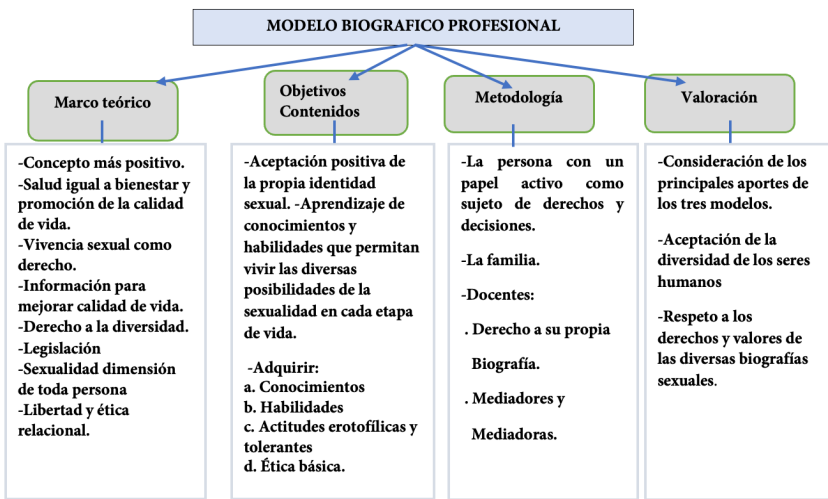 MODELO BIOGRAFICO PROFESIONAL
Marco teórico
-Concepto más positivo.
-Salud igual a bienestar y
promoción de la calidad
de vida.
-Vivencia sexual como
derecho.
-Información para
mejorar calidad de vida.
-Derecho a la diversidad.
-Legislación
-Sexualidad dimensión
de toda persona
-Libertad y ética
relacional.
Objetivos
Contenidos
-Aceptación positiva de
la propia identidad
sexual. -Aprendizaje de
conocimientos y
habilidades que permitan
vivir las diversas
posibilidades de la
sexualidad en cada etapa
de vida.
-Adquirir:
a. Conocimientos
b. Habilidades
c. Actitudes erotofílicas y
tolerantes
d. Ética básica.
Metodología
-La persona con un
papel activo como
sujeto de derechos y
decisiones.
-La familia.
-Docentes:
. Derecho a su propia
Biografía.
. Mediadores y
Mediadoras.
Valoración
-Consideración de los
principales aportes de
los tres modelos.
-Aceptación de la
diversidad de los seres
humanos
-Respeto a los
derechos y valores de
las diversas biografías
sexuales.